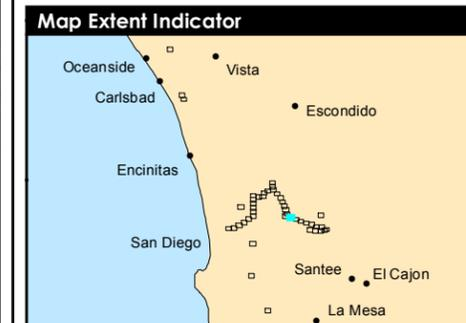 Map Extent Indicator
Oceanside
Vista
Carlsbad
Escondido
Encinitas
San Diego
Santee
El Cajon
La Mesa